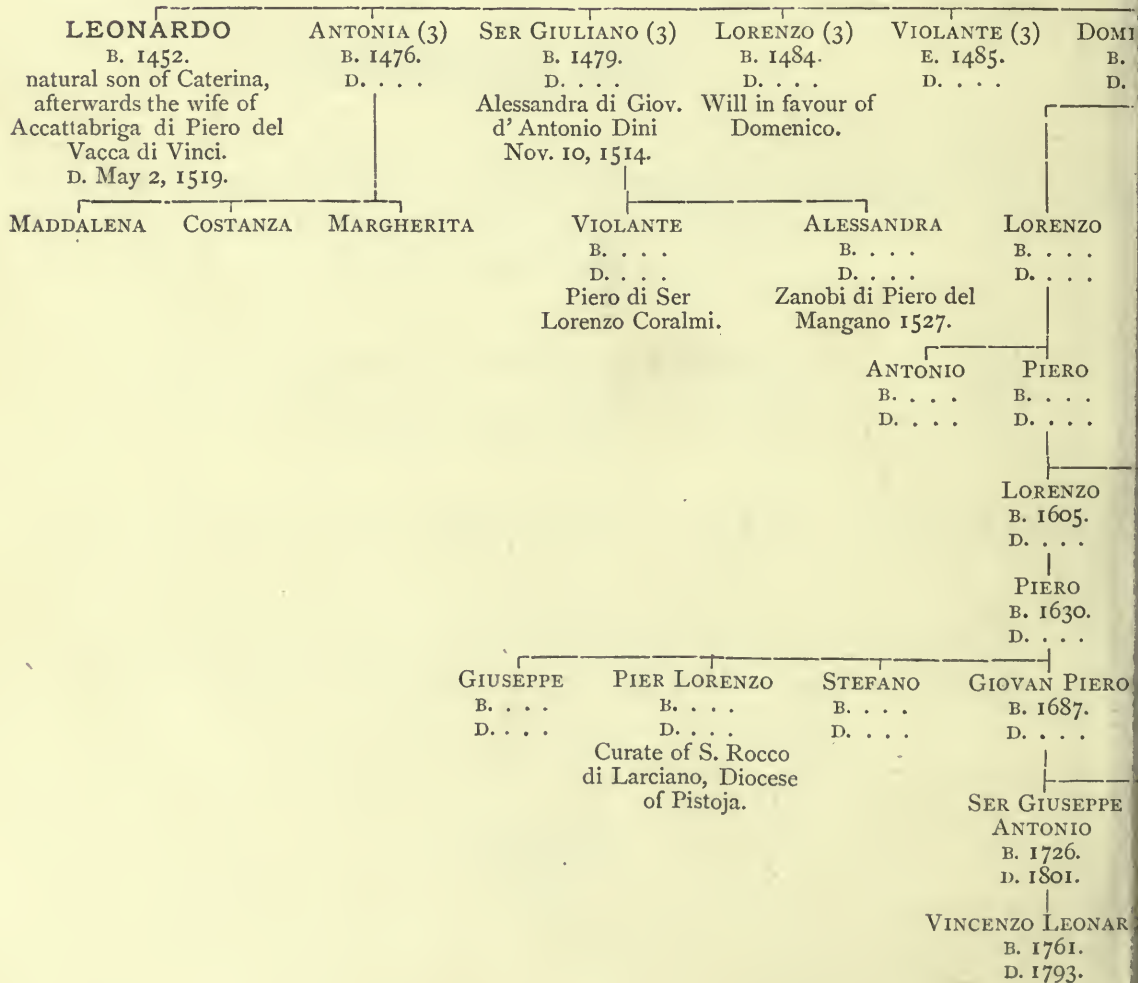 LEONARDO
B. 1452.
natural son of Caterina,
afterwards the wife of
Accattabriga di Piero del
Vacca di Vinci.
D. May 2, 1519.
ANTONIA (3)
B. 1476.
D. . . .
SER GIULIANO (3)
B. 1479.
D. . . .
Alessandra di Giov.
d' Antonio Dini
Nov. 10, 1514.
LORENZO (3)
B. 1484.
D. . . .
Will in favour of
Domenico.
VIOLANTE (3)
E. 1485.
D. . . .
DOMI
B.
D.
MADDALENA
COSTANZA
MARGHERITA
VIOLANTE
B. . . .
D. . . .
Piero di Ser
Lorenzo Coralmi.
ALESSANDRA
B. . . .
D. . . .
Zanobi di Piero del
Mangano 1527.
LORENZO
B. . . .
D. . . .
ANTONIO
B. . . .
D. . . .
PIERO
B. . . .
D. . . .
LORENZO
B. 1605.
D. . . .
PIERO
B. 1630.
D. . . .
GIUSEPPE
B. . . .
D. . . .
PIER LORENZO
B. . . .
D. . . .
Curate of S. Rocco
di Larciano, Diocese
of Pistoja.
STEFANO
B. . . .
D. . . .
GIOVAN PIERO
B. 1687.
D. . . .
SER GIUSEPPE
ANTONIO
B. 1726.
D. 1801.
VINCENZO LEONAR
B. 1761.
D. 1793.